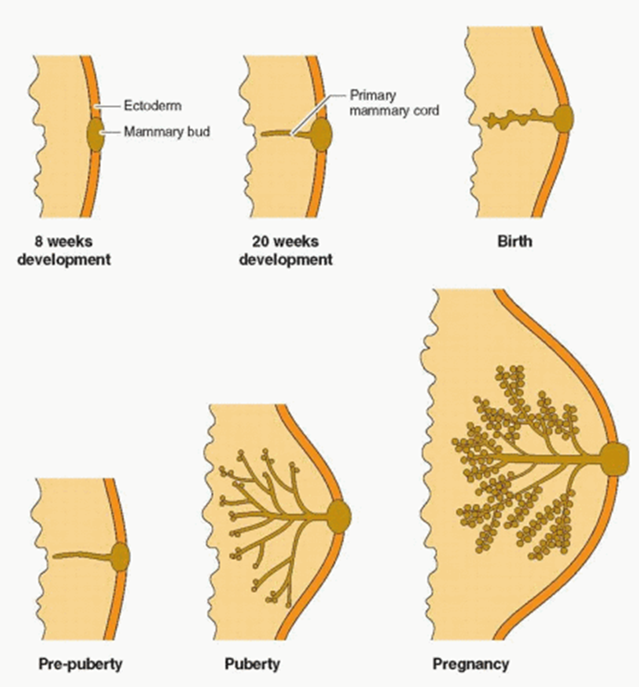 Ectoderm
Mammary bud
8 weeks
development
Primary
mammary cord
20 weeks
development
Birth
Pre-puberty
Puberty
Pregnancy